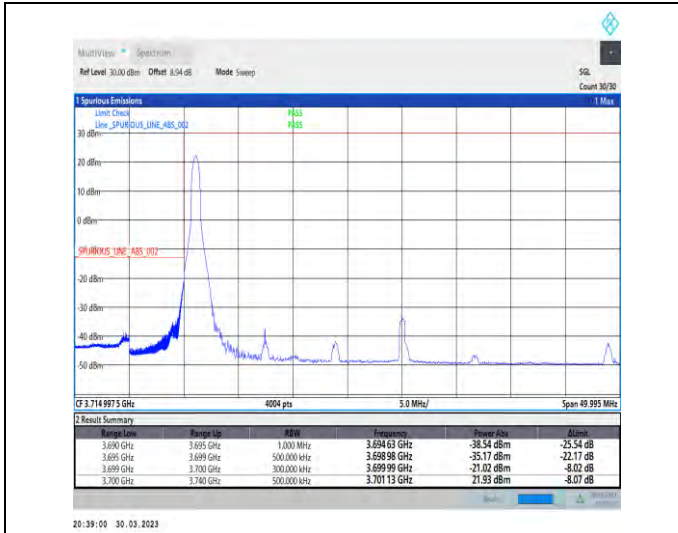 MultiView Spectrum
Ref Level 30.00 dBm Offset 8.94 dB Mode Sweep SGL
Count 30/30
1 Spurious Emissions 1 Max
Limit Check PASS
Line _SPURIOUS_LINE_ABS_002 PASS
30 dBm
20 dBm
10 dBm
0 dBm
_SPURIOUS_LINE_ABS_002
-20 dBm
-30 dBm
-40 dBm
-50 dBm
CF 3.714 997 5 GHz 4004 pts 5.0 MHz/ Span 49.995 MHz
2 Result Summary
Range Low Range Up RBW Frequency Power Abs ΔLimit
3.690 GHz 3.695 GHz 1.000 MHz 3.694 63 GHz -38.54 dBm -25.54 dB
3.695 GHz 3.699 GHz 500.000 kHz 3.698 98 GHz -35.17 dBm -22.17 dB
3.699 GHz 3.700 GHz 300.000 kHz 3.699 99 GHz -21.02 dBm -8.02 dB
3.700 GHz 3.740 GHz 500.000 kHz 3.701 13 GHz 21.93 dBm -8.07 dB
20:39:00 30.03.2023